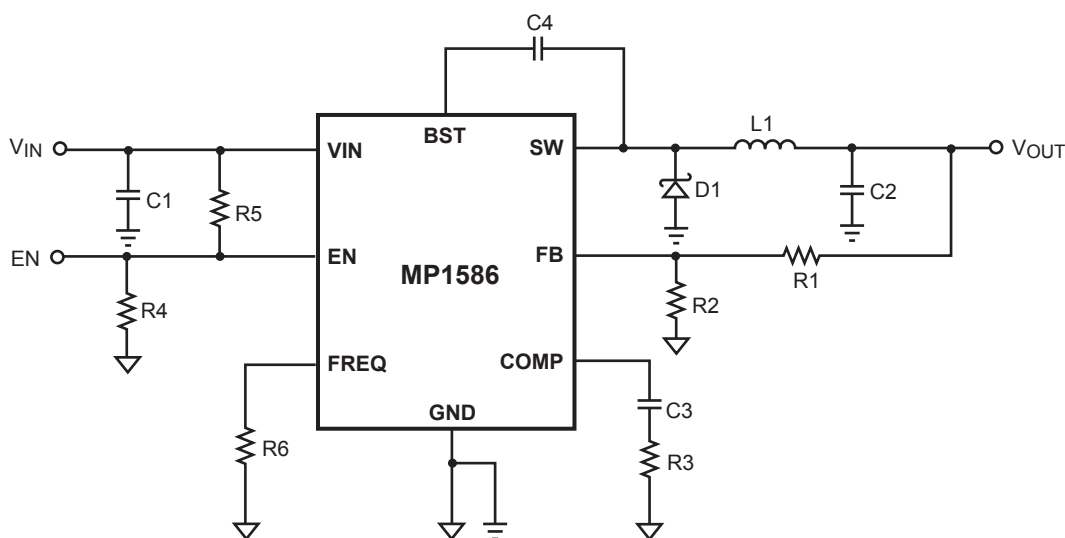 C4
BST
VIN
VIN
SW
L1
VOUT
C1
R5
D1
C2
EN
EN
FB
R1
MP1586
R4
R2
FREQ
COMP
GND
C3
R6
R3